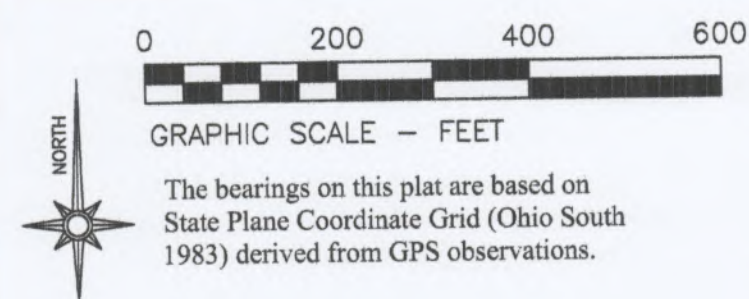 0 200 400 600
GRAPHIC SCALE – FEET
NORTH
The bearings on this plat are based on
State Plane Coordinate Grid (Ohio South
1983) derived from GPS observations.